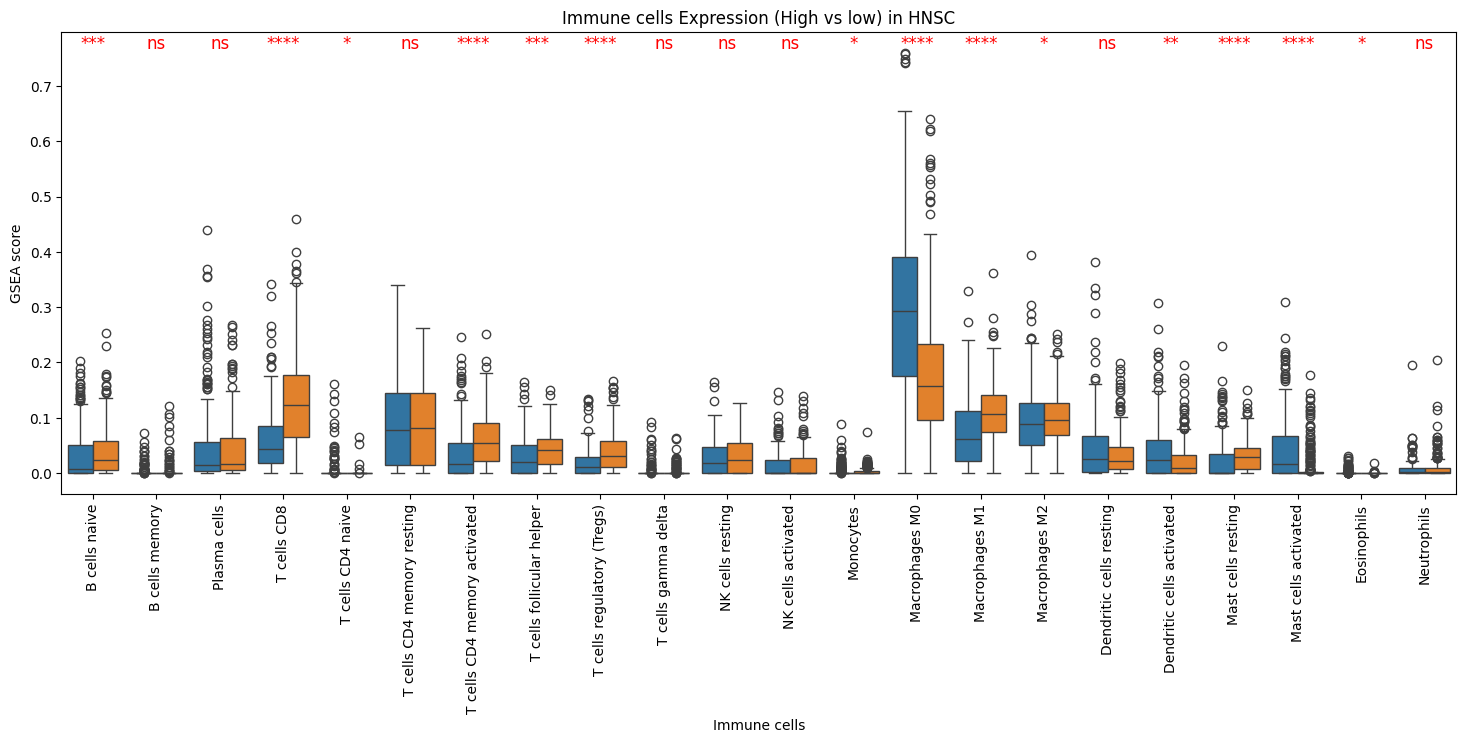 Immune cells Expression (High vs low) in HNSC
*** ns ns **** * ns **** *** **** ns ns ns * **** **** * ns ** **** **** * ns
GSEA score
0.7
0.6
0.5
0.4
0.3
0.2
0.1
0.0
B cells naive
B cells memory
Plasma cells
T cells CD8
T cells CD4 naive
T cells CD4 memory resting
T cells CD4 memory activated
T cells follicular helper
T cells regulatory (Tregs)
T cells gamma delta
NK cells resting
NK cells activated
Monocytes
Macrophages M0
Macrophages M1
Macrophages M2
Dendritic cells resting
Dendritic cells activated
Mast cells resting
Mast cells activated
Eosinophils
Neutrophils
Immune cells